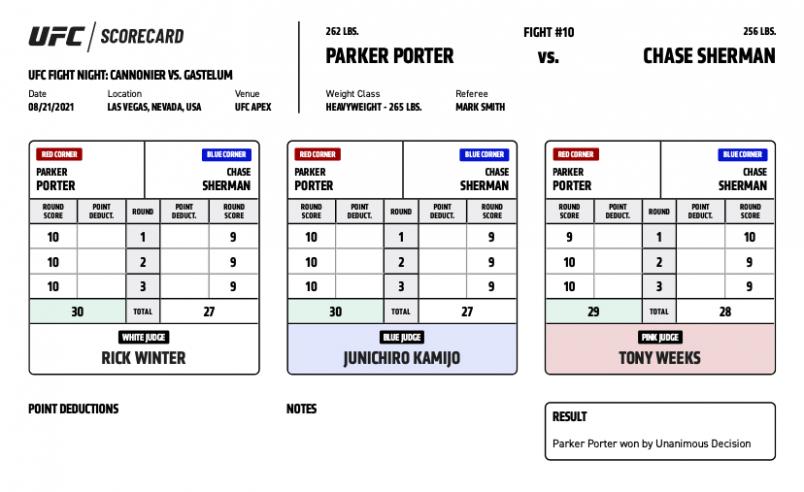 UFC / SCORECARD
UFC FIGHT NIGHT: CANNONIER VS. GASTELUM
Date Location Venue
08/21/2021 LAS VEGAS, NEVADA, USA UFC APEX
262 LBS. FIGHT #10 256 LBS.
PARKER PORTER VS. CHASE SHERMAN
Weight Class Referee
HEAVYWEIGHT - 265 LBS. MARK SMITH
RED CORNER BLUE CORNER
PARKER CHASE
PORTER SHERMAN
ROUND SCORE POINT DEDUCT. ROUND POINT DEDUCT. ROUND SCORE
10 1 9
10 2 9
10 3 9
30 TOTAL 27
WHITE JUDGE
RICK WINTER
RED CORNER BLUE CORNER
PARKER CHASE
PORTER SHERMAN
ROUND SCORE POINT DEDUCT. ROUND POINT DEDUCT. ROUND SCORE
10 1 9
10 2 9
10 3 9
30 TOTAL 27
BLUE JUDGE
JUNICHIRO KAMIJO
RED CORNER BLUE CORNER
PARKER CHASE
PORTER SHERMAN
ROUND SCORE POINT DEDUCT. ROUND POINT DEDUCT. ROUND SCORE
9 1 10
10 2 9
10 3 9
29 TOTAL 28
PINK JUDGE
TONY WEEKS
POINT DEDUCTIONS
NOTES
RESULT
Parker Porter won by Unanimous Decision